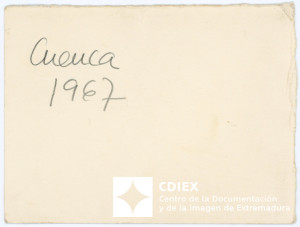 Cuenca
1967
CDIEX
Centro de la Documentación
y de la Imagen de Extremadura